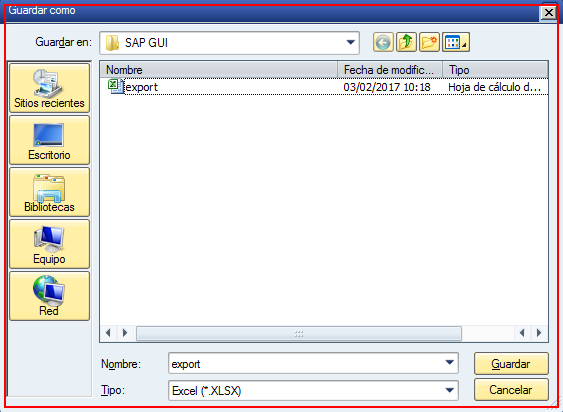 Guardar como
Guardar en: SAP GUI
Nombre Fecha de modific... Tipo
export 03/02/2017 10:18 Hoja de cálculo d...
Sitios recientes
Escritorio
Bibliotecas
Equipo
Red
Nombre: export Guardar
Tipo: Excel (*.XLSX) Cancelar